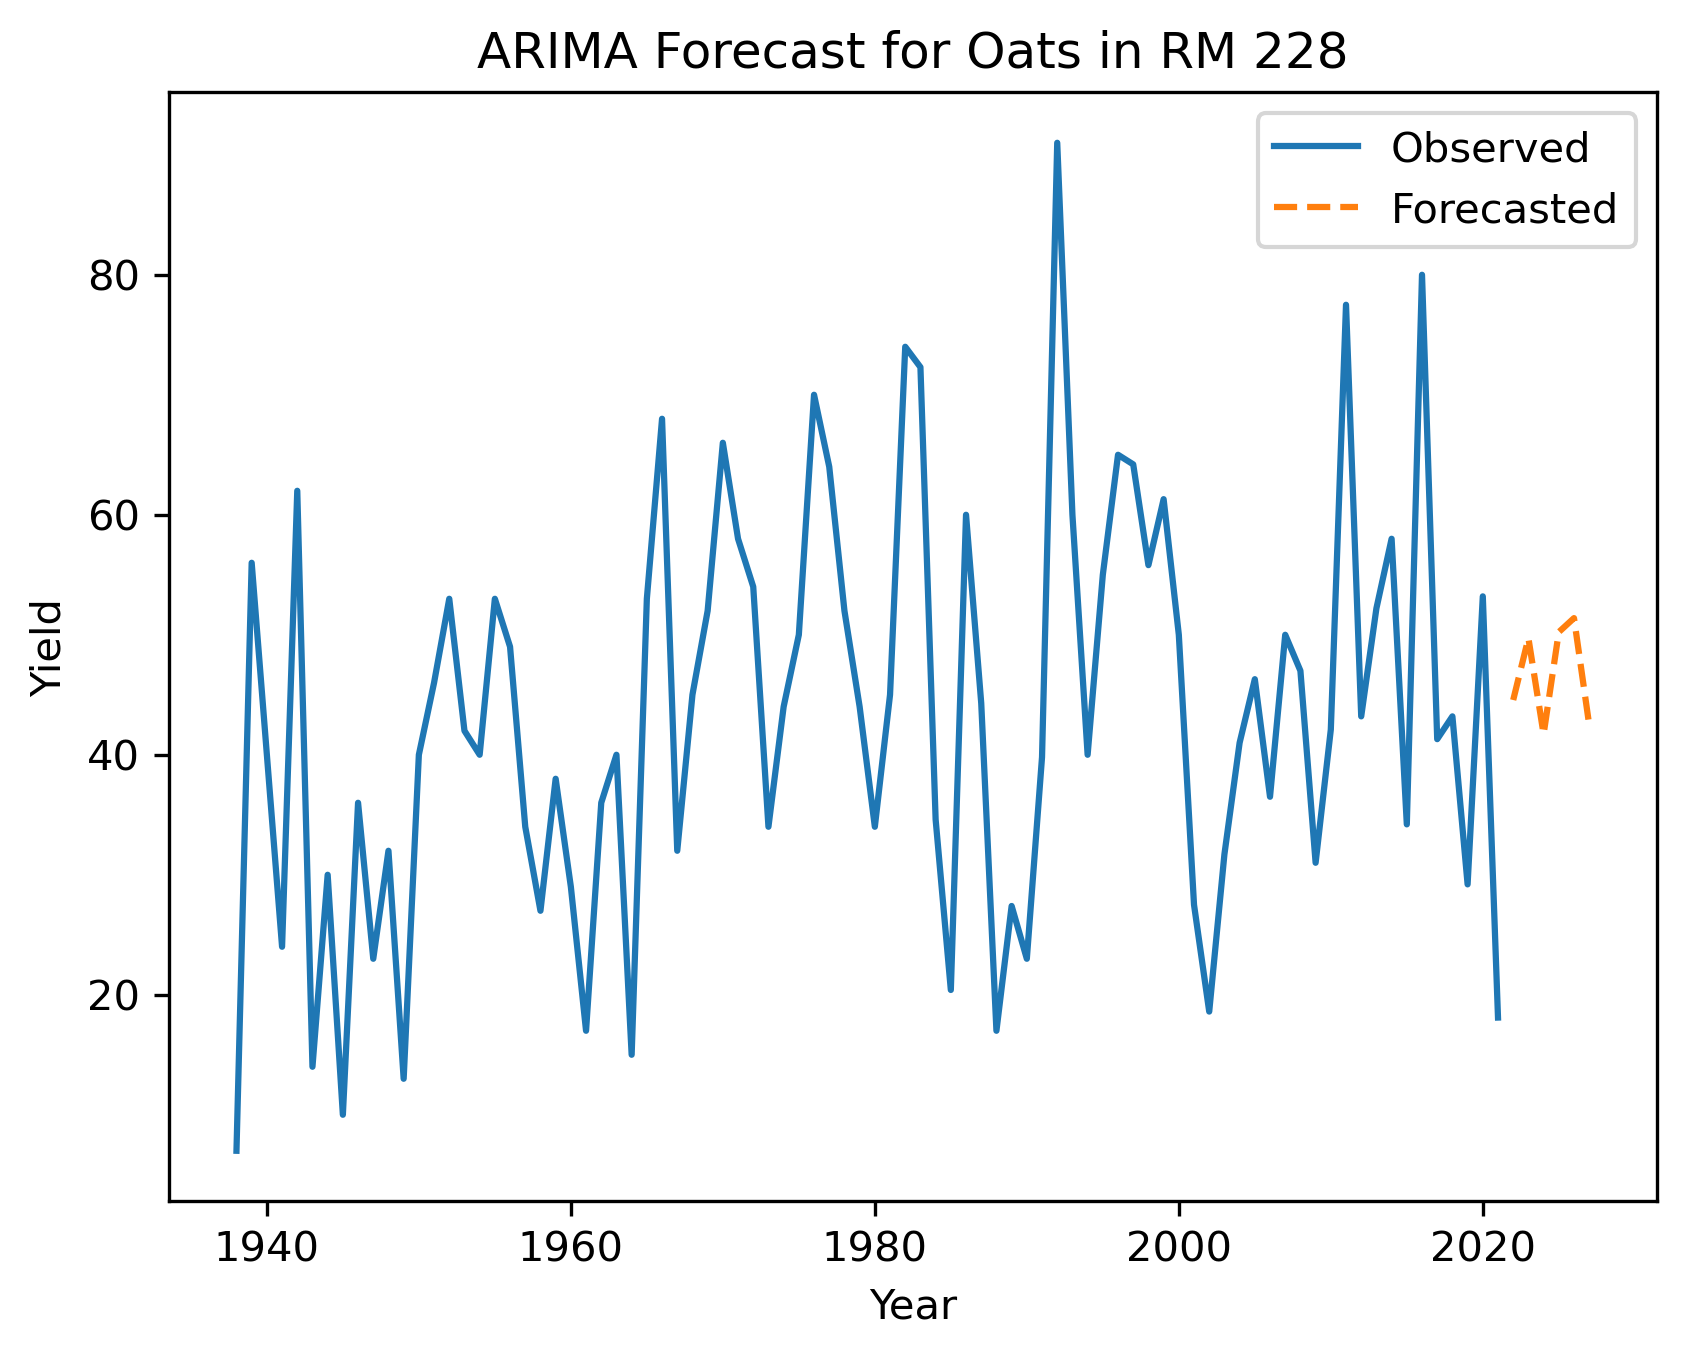 ARIMA Forecast for Oats in RM 228
Observed
Forecasted
80
60
40
20
Yield
1940 1960 1980 2000 2020
Year